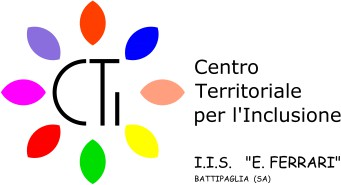 CTI
Centro
Territoriale
per l'Inclusione
I.I.S. "E. FERRARI"
BATTIPAGLIA (SA)